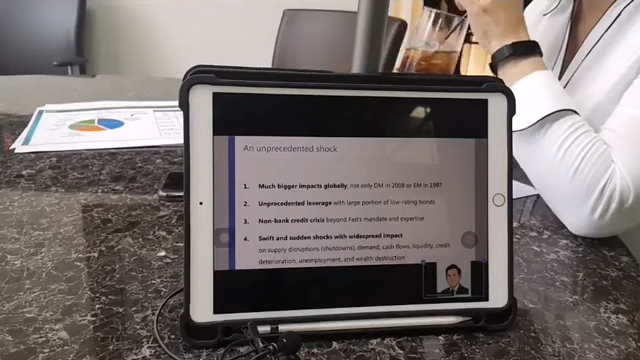 An unprecedented shock
1. Much bigger impacts globally, not only DM in 2008 or EM in 1997
2. Unprecedented leverage with large portion of low-rating bonds
3. Non-bank credit crisis beyond Fed's mandate and expertise
4. Swift and sudden shocks with widespread impact
on supply disruptions (shutdowns), demand, cash flows, liquidity, credit
deterioration, unemployment, and wealth destruction